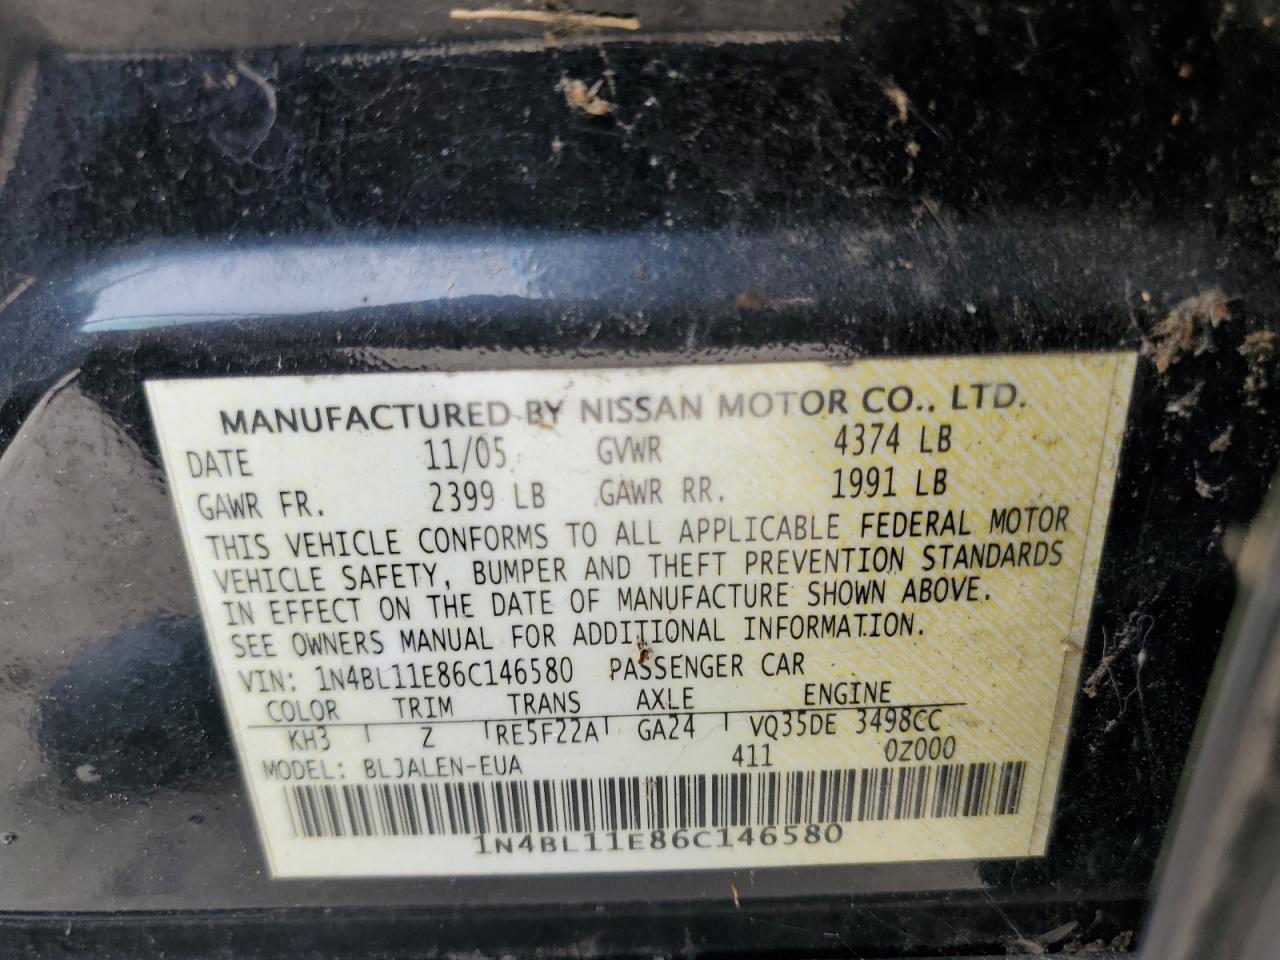 MANUFACTURED BY NISSAN MOTOR CO., LTD.
DATE 11/05 GVWR 4374 LB
GAWR FR. 2399 LB GAWR RR. 1991 LB
THIS VEHICLE CONFORMS TO ALL APPLICABLE FEDERAL MOTOR
VEHICLE SAFETY, BUMPER AND THEFT PREVENTION STANDARDS
IN EFFECT ON THE DATE OF MANUFACTURE SHOWN ABOVE.
SEE OWNERS MANUAL FOR ADDITIONAL INFORMATION.
VIN: 1N4BL11E86C146580 PASSENGER CAR
COLOR TRIM TRANS AXLE ENGINE
KH3 Z RE5F22A GA24 VQ35DE 3498CC
MODEL: BLJALEN-EUA 411 0Z000
1N4BL11E86C146580